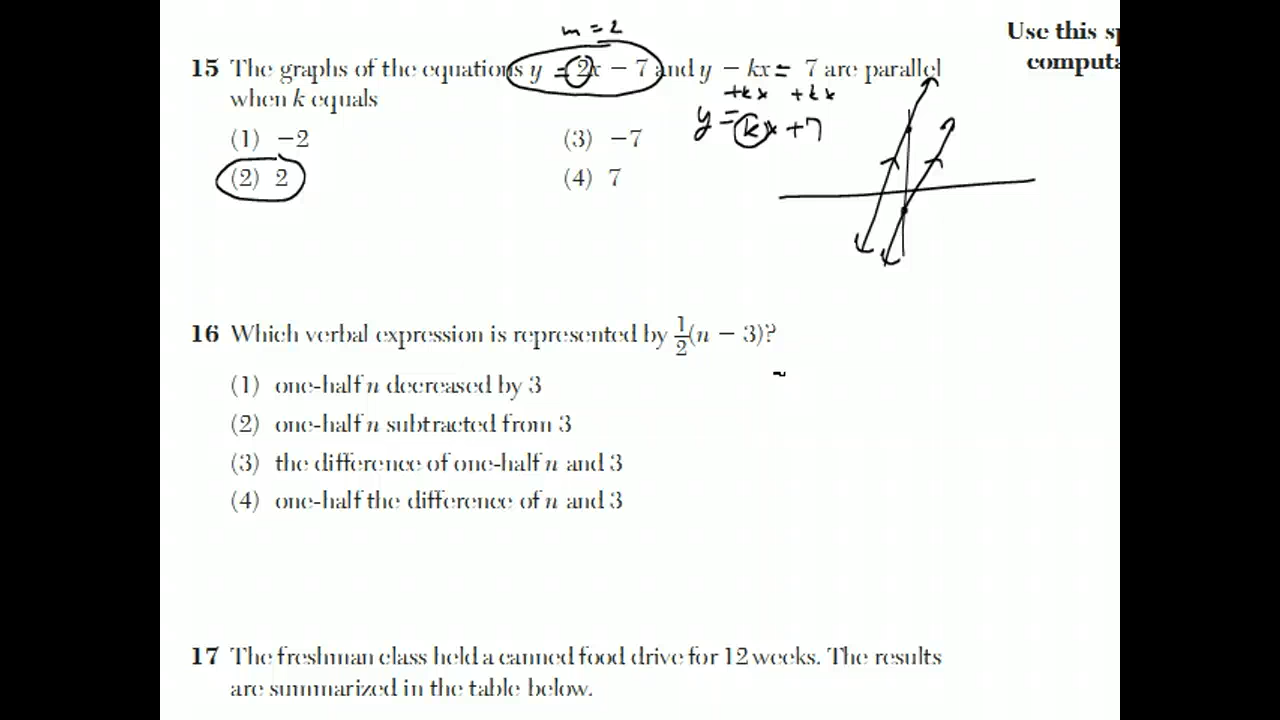 m = 2
Use this
15 The graphs of the equations y = 2x − 7 and y − kx = 7 are parallel
when k equals
+kx +kx
y = kx + 7
(1) −2 (3) −7
(2) 2 (4) 7
16 Which verbal expression is represented by ½(n − 3)?
(1) one-half n decreased by 3
(2) one-half n subtracted from 3
(3) the difference of one-half n and 3
(4) one-half the difference of n and 3
17 The freshman class held a canned food drive for 12 weeks. The results
are summarized in the table below.